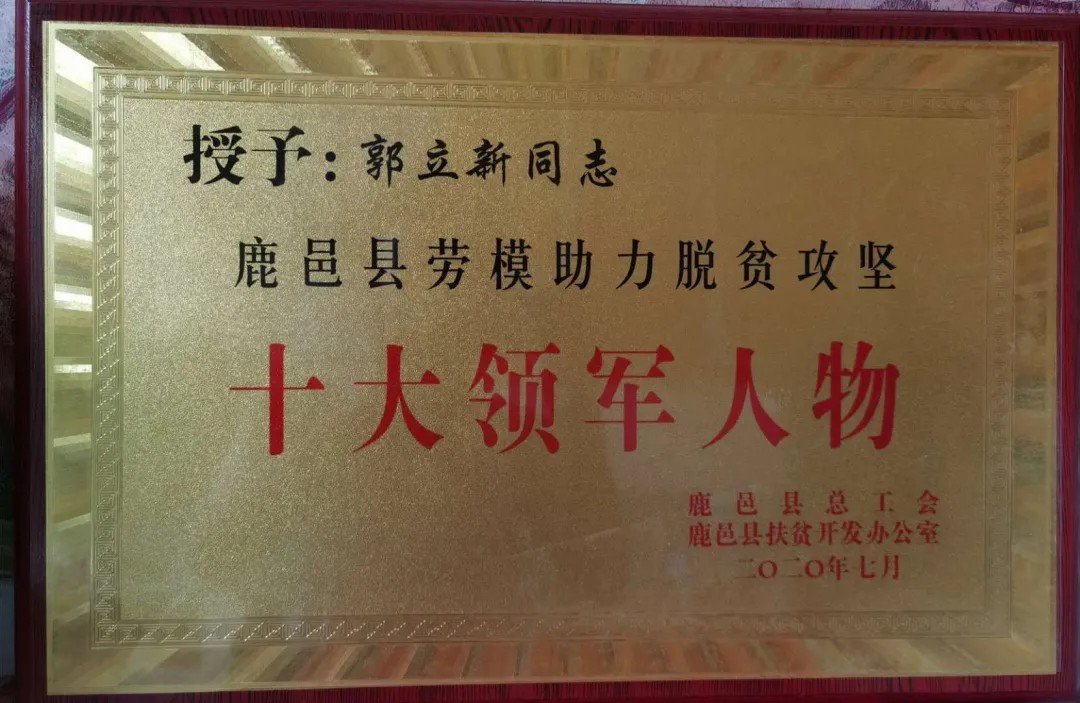 授予：郭立新同志
鹿邑县劳模助力脱贫攻坚
十大领军人物
鹿邑县总工会
鹿邑县扶贫开发办公室
二〇二〇年七月